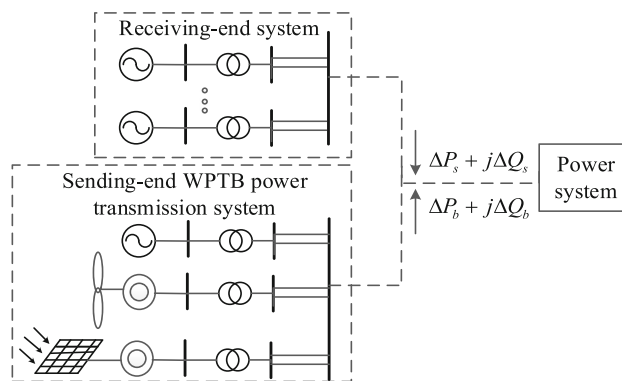 Receiving-end system
ΔP_s + jΔQ_s
Power
system
ΔP_b + jΔQ_b
Sending-end WPTB power
transmission system